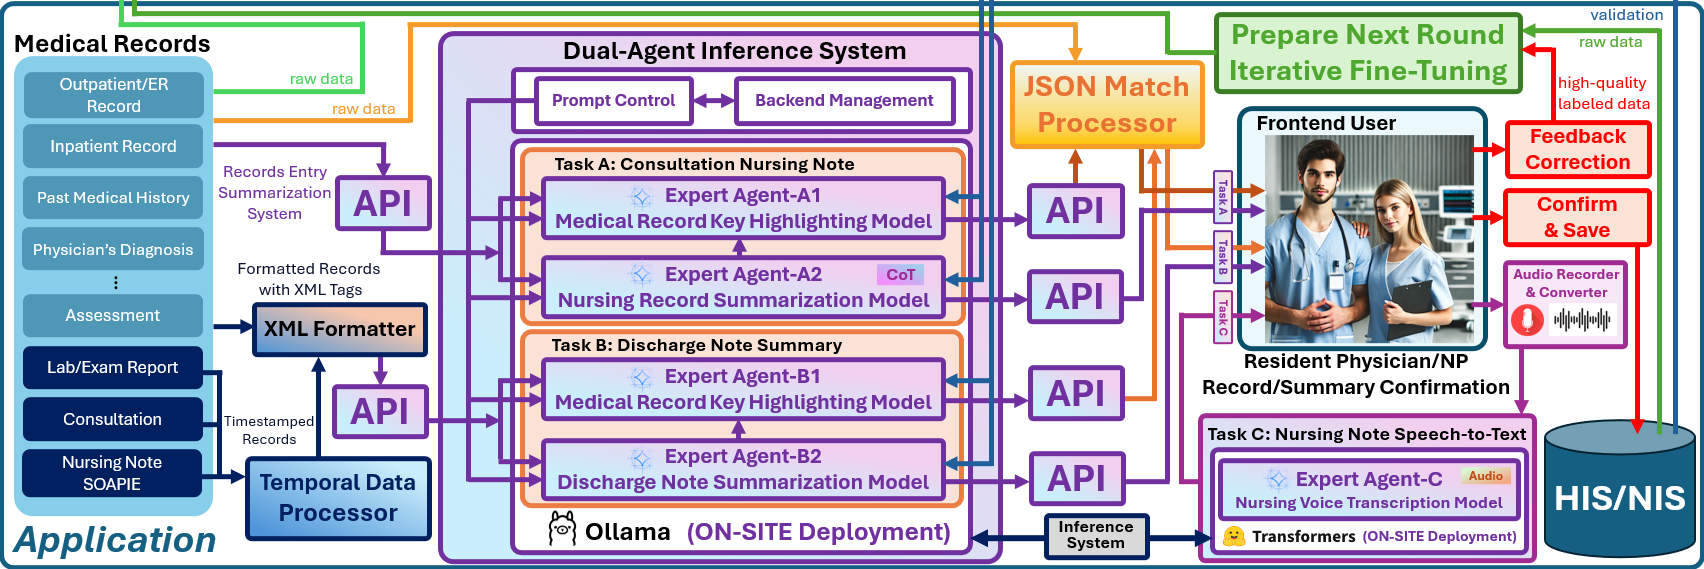 Medical Records
Outpatient/ER
Record
Inpatient Record
Past Medical History
Physician's Diagnosis
⋮
Assessment
Lab/Exam Report
Consultation
Nursing Note
SOAPIE
Application
raw data
raw data
Records Entry
Summarization
System
API
Formatted Records
with XML Tags
XML Formatter
API
Timestamped
Records
Temporal Data
Processor
Dual-Agent Inference System
Prompt Control
Backend Management
Task A: Consultation Nursing Note
Expert Agent-A1
Medical Record Key Highlighting Model
Expert Agent-A2
CoT
Nursing Record Summarization Model
Task B: Discharge Note Summary
Expert Agent-B1
Medical Record Key Highlighting Model
Expert Agent-B2
Discharge Note Summarization Model
Ollama (ON-SITE Deployment)
JSON Match
Processor
API
API
API
API
Inference
System
Prepare Next Round
Iterative Fine-Tuning
validation
raw data
high-quality
labeled data
Frontend User
Task A
Task B
Task C
Resident Physician/NP
Record/Summary Confirmation
Feedback
Correction
Confirm
& Save
Audio Recorder
& Converter
Task C: Nursing Note Speech-to-Text
Expert Agent-C
Audio
Nursing Voice Transcription Model
Transformers (ON-SITE Deployment)
HIS/NIS